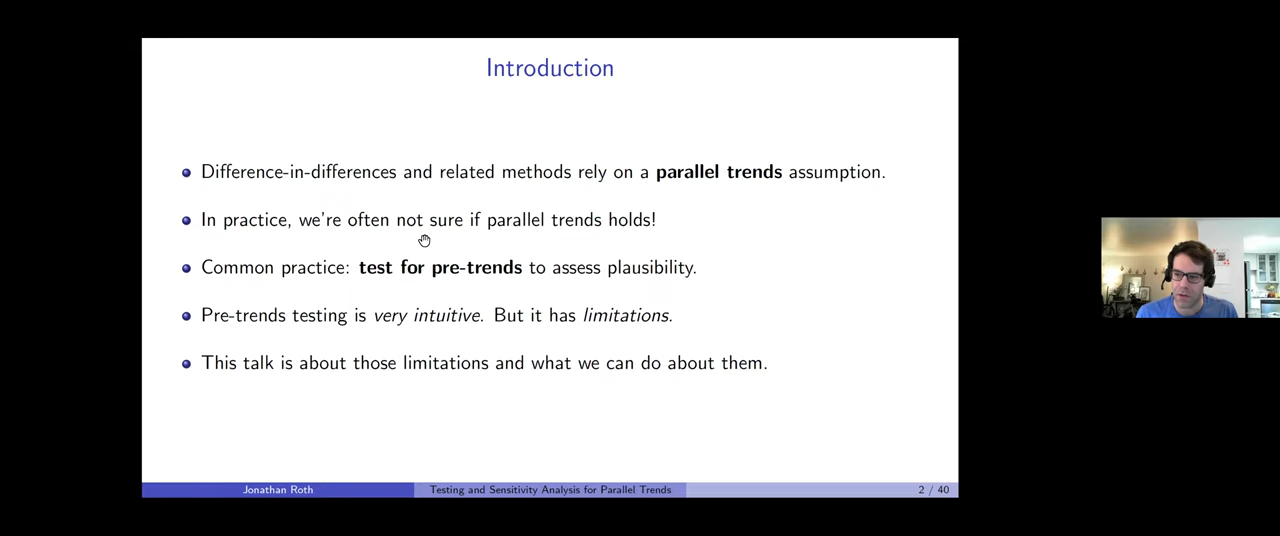 Introduction
Difference-in-differences and related methods rely on a parallel trends assumption.
In practice, we're often not sure if parallel trends holds!
Common practice: test for pre-trends to assess plausibility.
Pre-trends testing is very intuitive. But it has limitations.
This talk is about those limitations and what we can do about them.
Jonathan Roth
Testing and Sensitivity Analysis for Parallel Trends
2 / 40